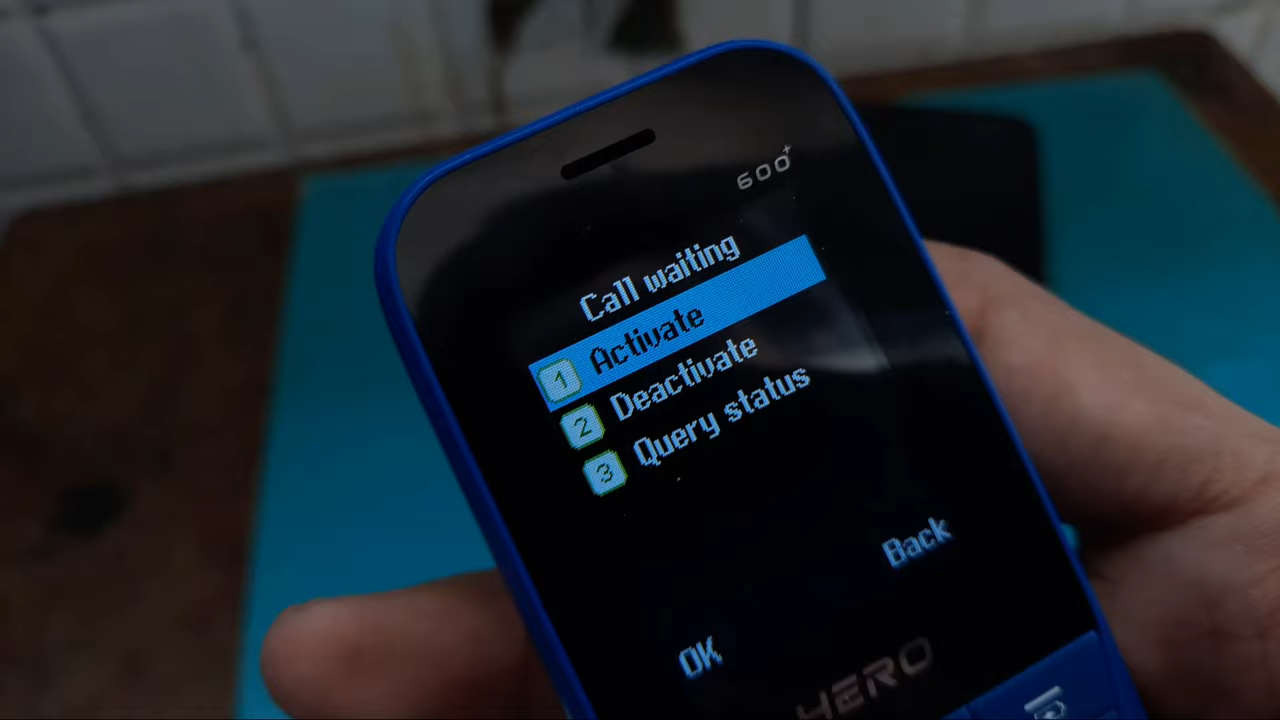 600+
Call waiting
1 Activate
2 Deactivate
3 Query status
Back
OK
HERO